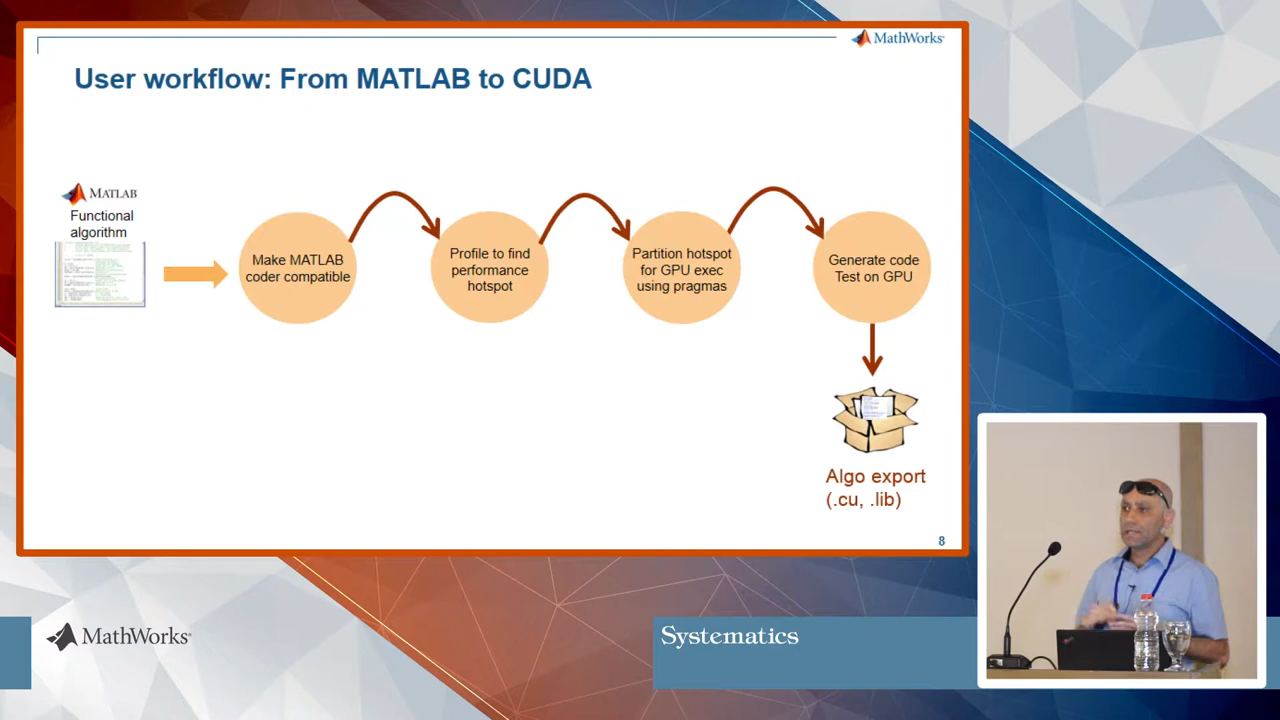 MathWorks®
User workflow: From MATLAB to CUDA
MATLAB
Functional
algorithm
Make MATLAB
coder compatible
Profile to find
performance
hotspot
Partition hotspot
for GPU exec
using pragmas
Generate code
Test on GPU
Algo export
(.cu, .lib)
8
MathWorks®
Systematics